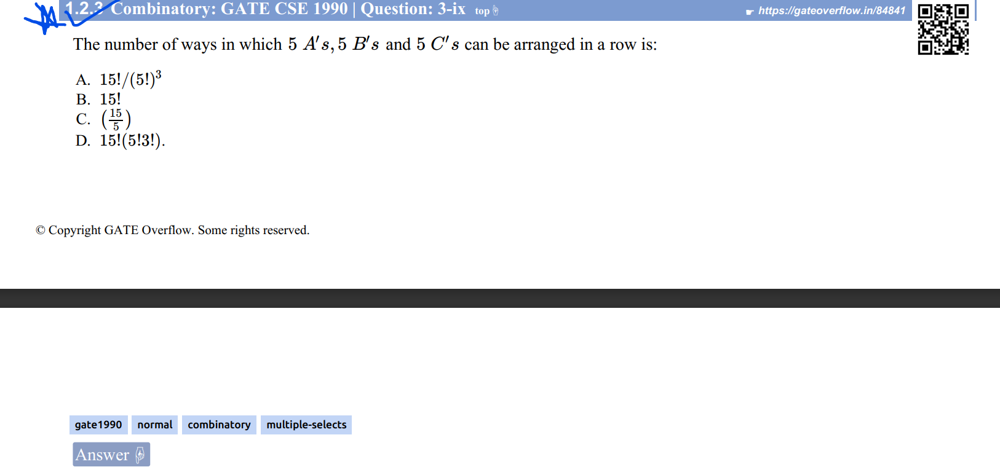 1.2.3 Combinatory: GATE CSE 1990 | Question: 3-ix top☝
☛ https://gateoverflow.in/84841
The number of ways in which 5 A′s, 5 B′s and 5 C′s can be arranged in a row is:
A. 15!/(5!)³
B. 15!
C. (15/5)
D. 15!(5!3!).
© Copyright GATE Overflow. Some rights reserved.
gate1990 normal combinatory multiple-selects
Answer ☟